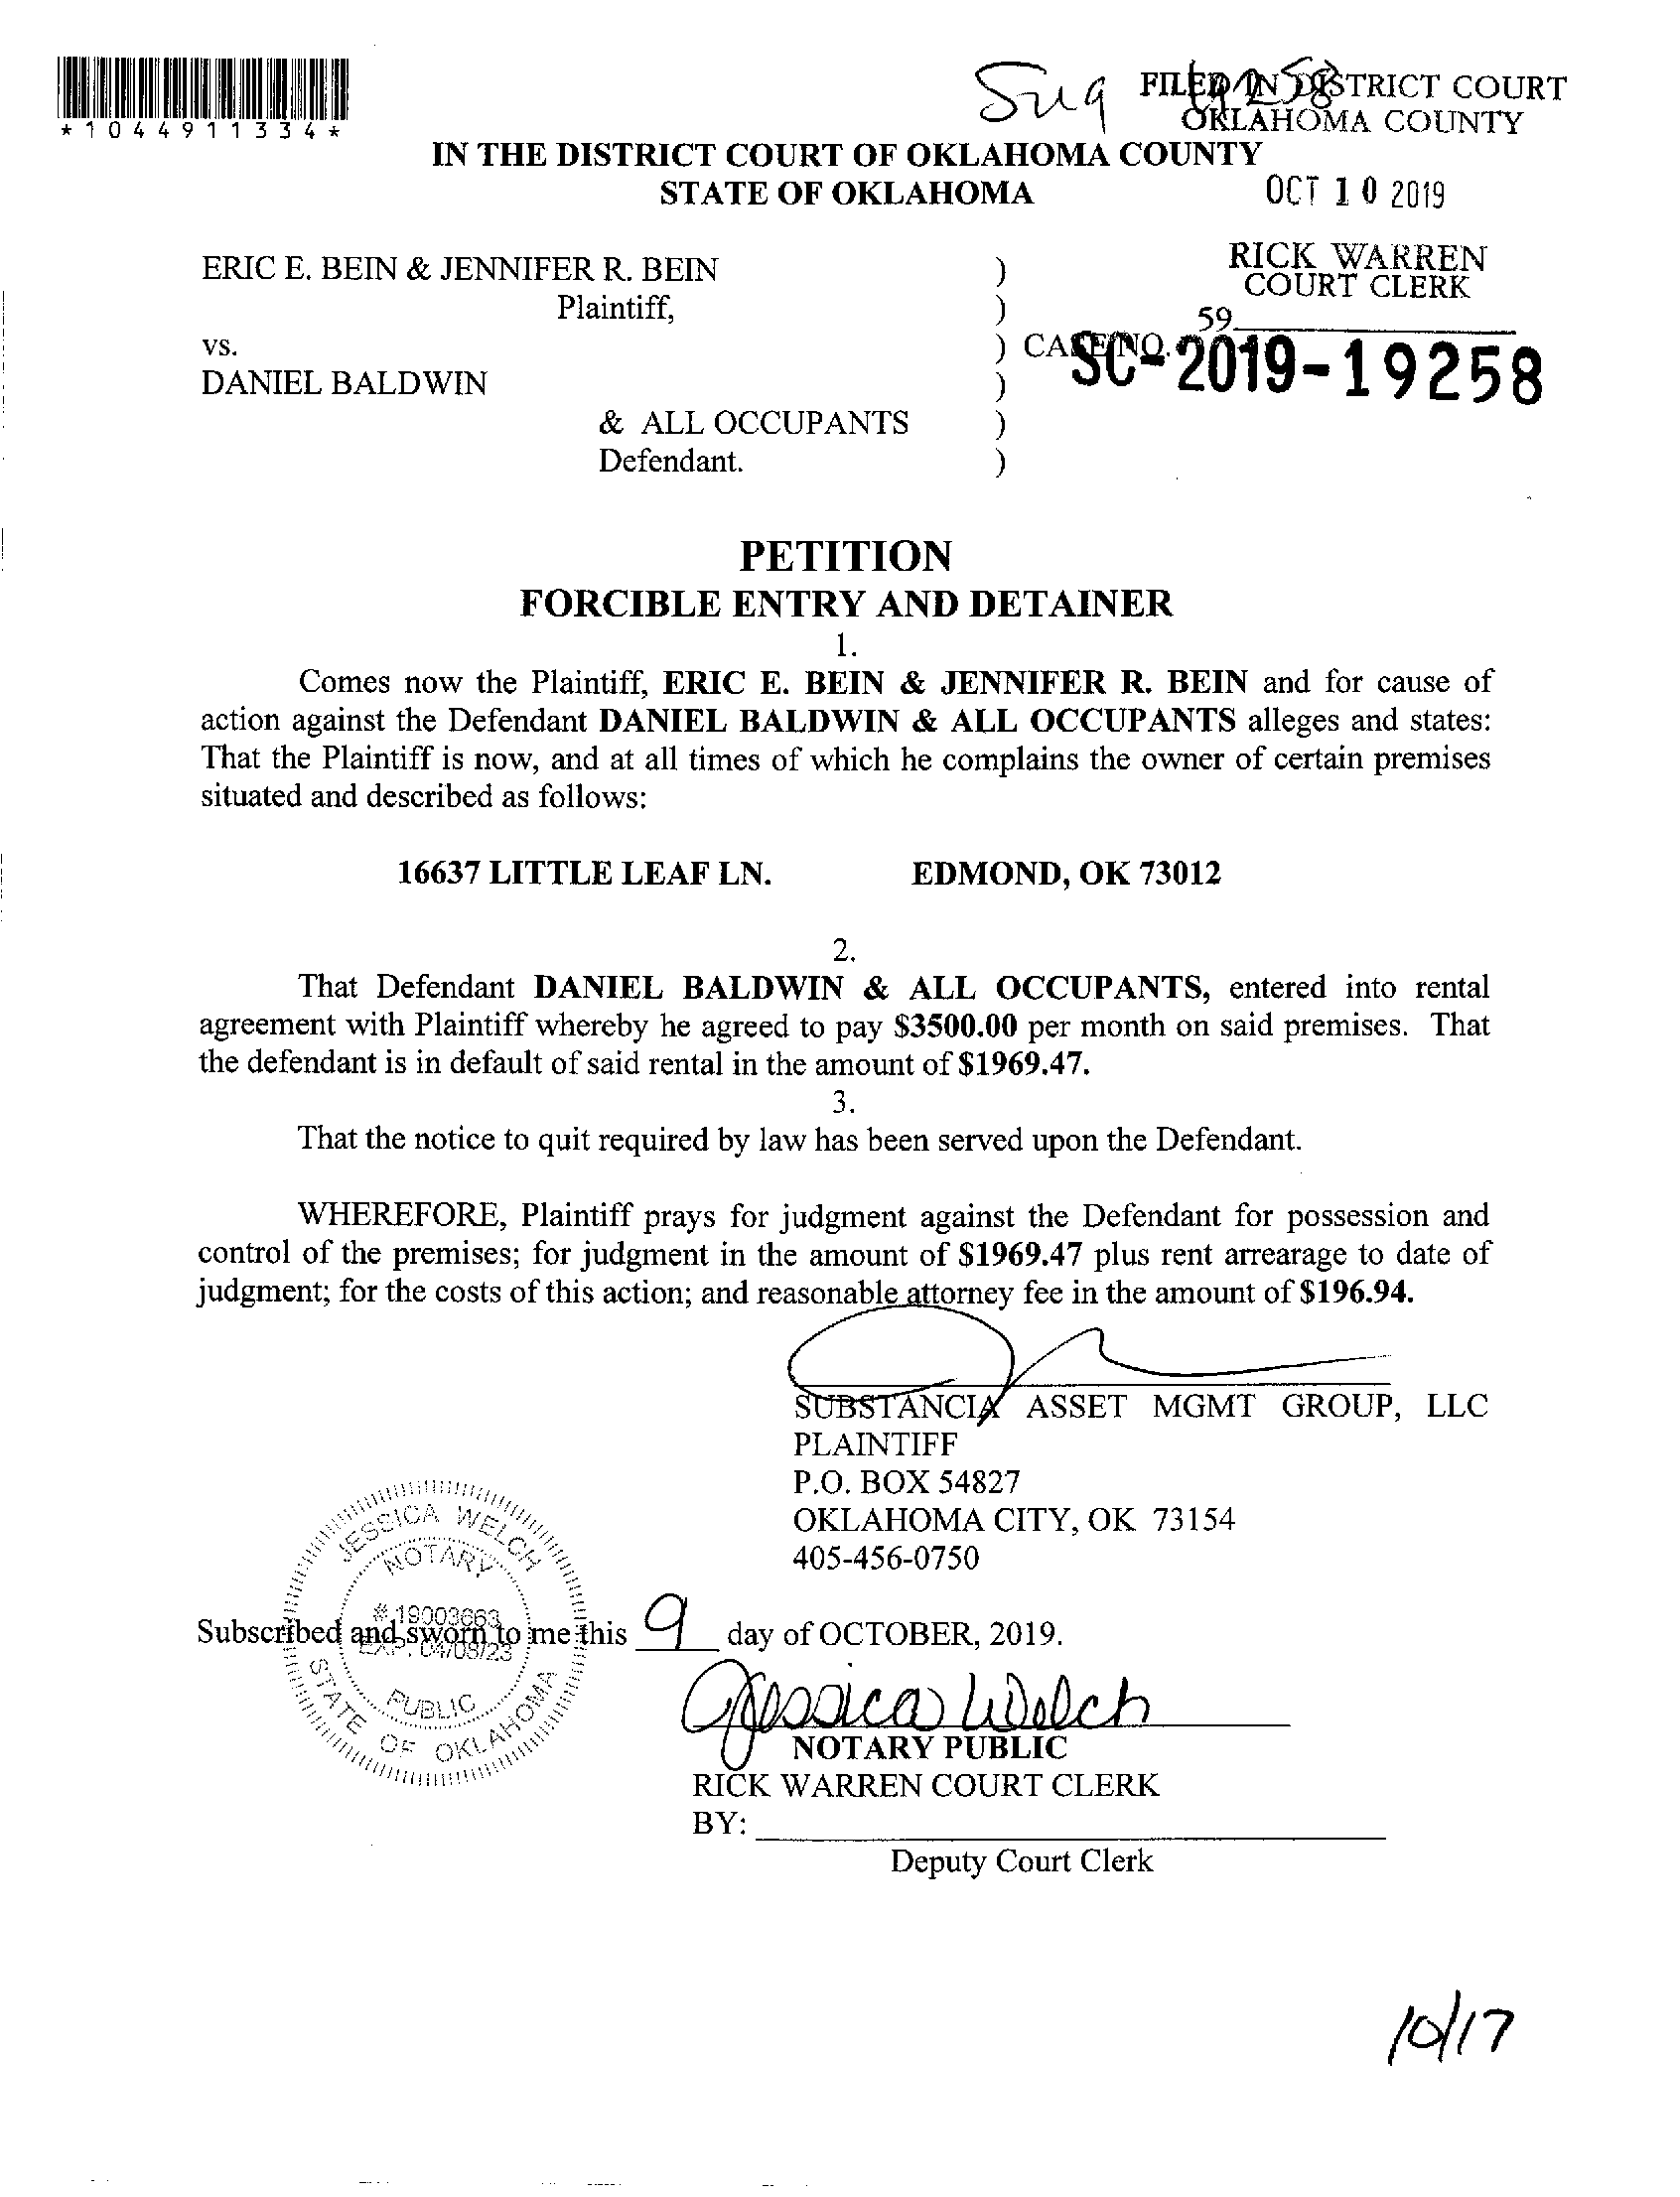 *1044911334*
Su9 19258
FILED IN DISTRICT COURT
OKLAHOMA COUNTY
IN THE DISTRICT COURT OF OKLAHOMA COUNTY
STATE OF OKLAHOMA
OCT 10 2019
RICK WARREN
COURT CLERK
59
ERIC E. BEIN & JENNIFER R. BEIN )
Plaintiff, )
vs. ) CASE NO. SC-2019-19258
DANIEL BALDWIN )
& ALL OCCUPANTS )
Defendant. )
PETITION
FORCIBLE ENTRY AND DETAINER
1.
Comes now the Plaintiff, ERIC E. BEIN & JENNIFER R. BEIN and for cause of
action against the Defendant DANIEL BALDWIN & ALL OCCUPANTS alleges and states:
That the Plaintiff is now, and at all times of which he complains the owner of certain premises
situated and described as follows:
16637 LITTLE LEAF LN. EDMOND, OK 73012
2.
That Defendant DANIEL BALDWIN & ALL OCCUPANTS, entered into rental
agreement with Plaintiff whereby he agreed to pay $3500.00 per month on said premises. That
the defendant is in default of said rental in the amount of $1969.47.
3.
That the notice to quit required by law has been served upon the Defendant.
WHEREFORE, Plaintiff prays for judgment against the Defendant for possession and
control of the premises; for judgment in the amount of $1969.47 plus rent arrearage to date of
judgment; for the costs of this action; and reasonable attorney fee in the amount of $196.94.
SUBSTANCIA ASSET MGMT GROUP, LLC
PLAINTIFF
P.O. BOX 54827
OKLAHOMA CITY, OK 73154
405-456-0750
JESSICA WELCH
NOTARY
# 19003663
EXP. 04/08/23
PUBLIC
STATE OF OKLAHOMA
Subscribed and sworn to me this 9 day of OCTOBER, 2019.
Jessica Welch
NOTARY PUBLIC
RICK WARREN COURT CLERK
BY:
Deputy Court Clerk
10/17